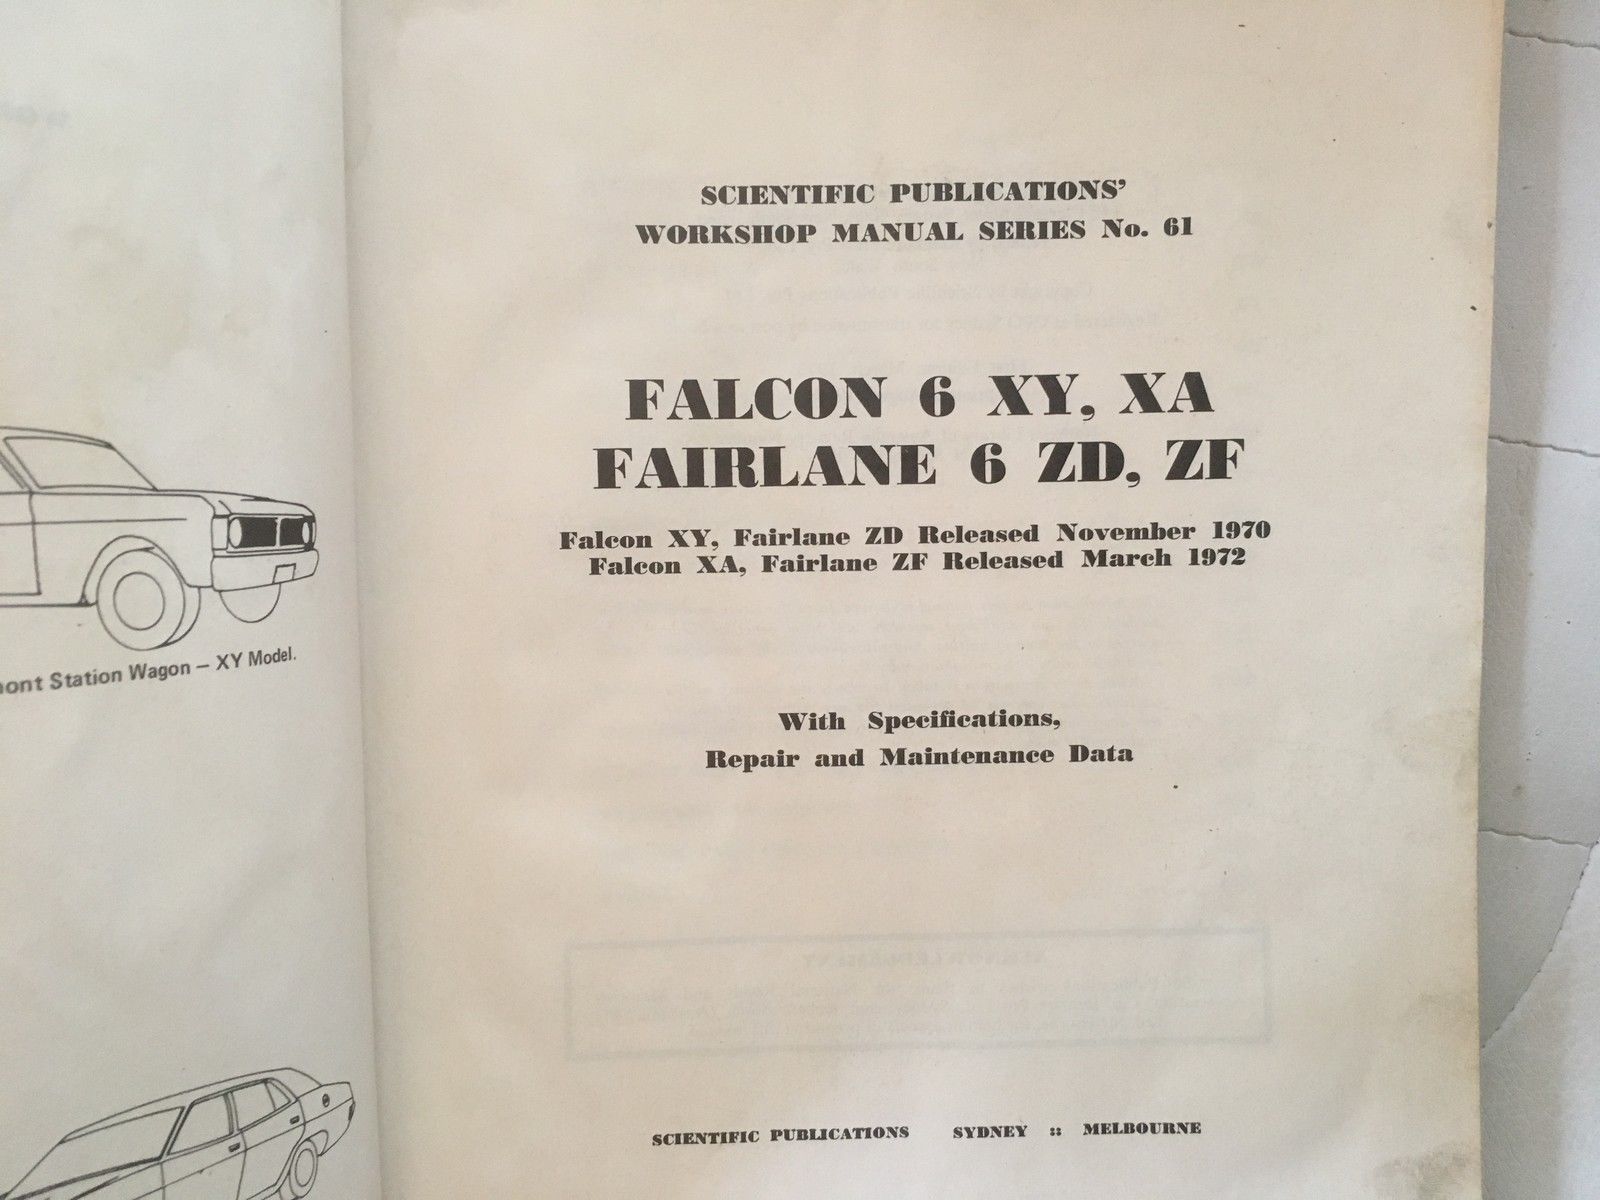 mont Station Wagon – XY Model.
SCIENTIFIC PUBLICATIONS'
WORKSHOP MANUAL SERIES No. 61
FALCON 6 XY, XA
FAIRLANE 6 ZD, ZF
Falcon XY, Fairlane ZD Released November 1970
Falcon XA, Fairlane ZF Released March 1972
With Specifications,
Repair and Maintenance Data
SCIENTIFIC PUBLICATIONS SYDNEY :: MELBOURNE